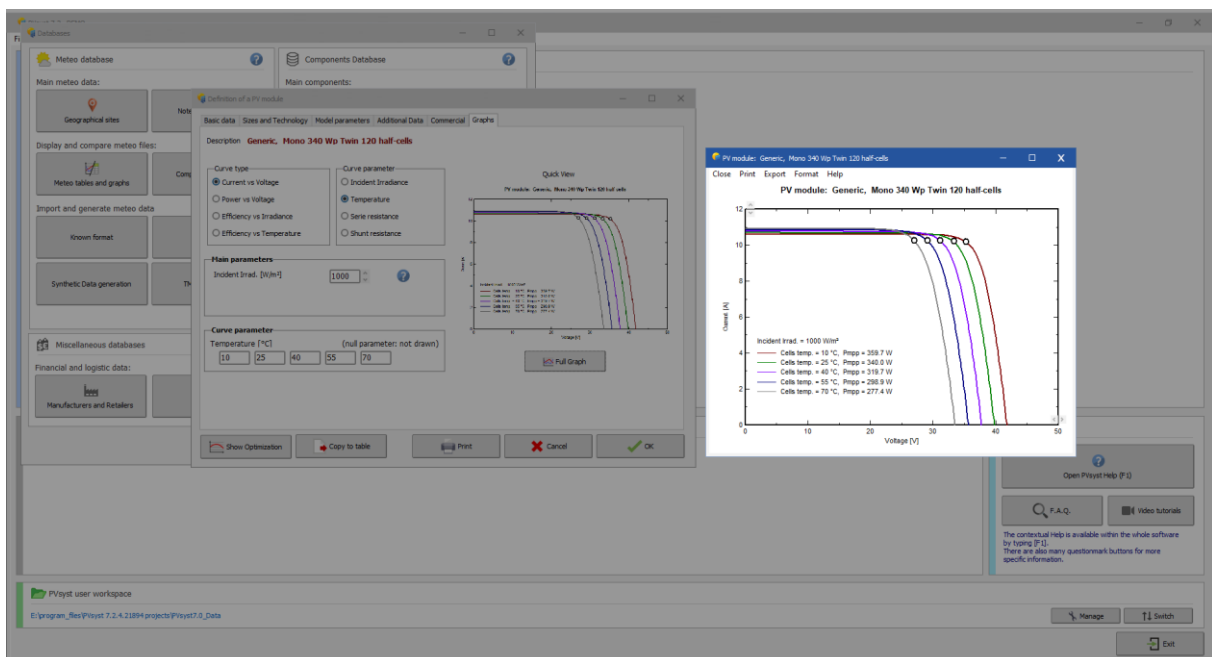 Databases
Meteo database
Components Database
Main meteo data:
Main components:
Geographical sites
Display and compare meteo files:
Meteo tables and graphs
Import and generate meteo data
Known format
Synthetic Data generation
Miscellaneous databases
Financial and logistic data:
Manufacturers and Retailers
Definition of a PV module
Basic data Sizes and Technology Model parameters Additional Data Commercial Graphs
Description Generic, Mono 340 Wp Twin 120 half-cells
Curve type
Current vs Voltage
Power vs Voltage
Efficiency vs Irradiance
Efficiency vs Temperature
Curve parameter
Incident Irradiance
Temperature
Serie resistance
Shunt resistance
Main parameters
Incident Irrad. [W/m²] 1000
Curve parameter
Temperature [°C] (null parameter: not drawn)
10 25 40 55 70
Quick View
PV module: Generic, Mono 340 Wp Twin 120 half-cells
Voltage [V]
Full Graph
Show Optimization
Copy to table
Print
Cancel
OK
PV module: Generic, Mono 340 Wp Twin 120 half-cells
Close Print Export Format Help
PV module: Generic, Mono 340 Wp Twin 120 half-cells
12
10
8
6
4
2
0
Current [A]
Incident Irrad. = 1000 W/m²
Cells temp. = 10 °C, Pmpp = 359.7 W
Cells temp. = 25 °C, Pmpp = 340.0 W
Cells temp. = 40 °C, Pmpp = 319.7 W
Cells temp. = 55 °C, Pmpp = 298.9 W
Cells temp. = 70 °C, Pmpp = 277.4 W
0 10 20 30 40 50
Voltage [V]
Open PVsyst Help (F1)
F.A.Q.
Video tutorials
The contextual Help is available within the whole software
by typing [F1].
There are also many questionmark buttons for more
specific information.
PVsyst user workspace
E:\program_files\PVsyst 7.2.4.21894 projects\PVsyst7.0_Data
Manage
Switch
Exit